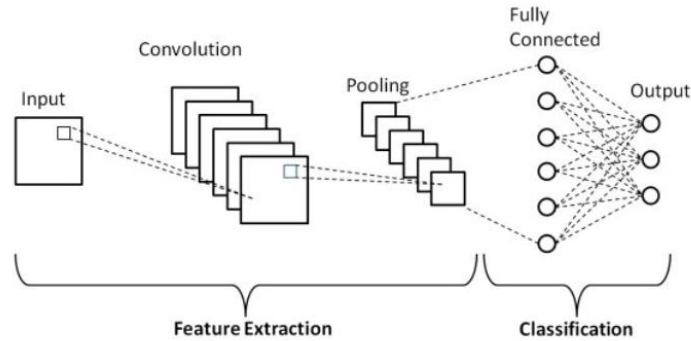 Input
Convolution
Pooling
Fully
Connected
Output
Feature Extraction
Classification